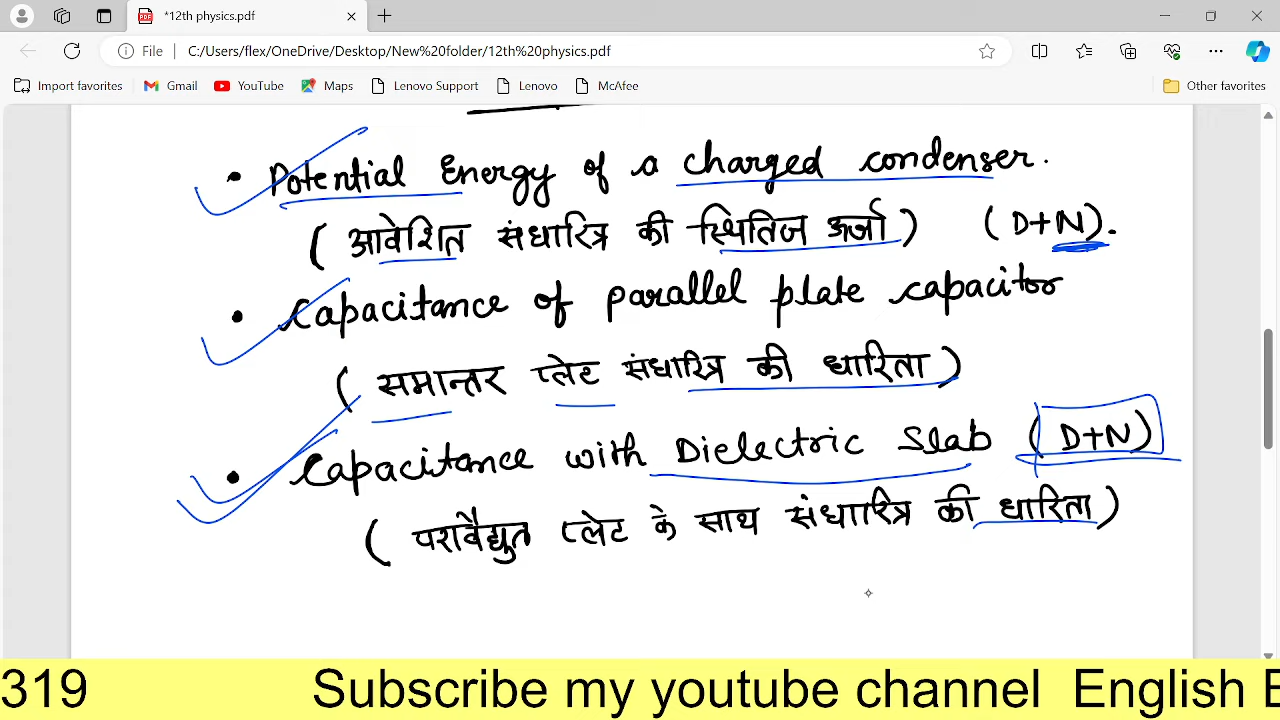 *12th physics.pdf
File
C:/Users/flex/OneDrive/Desktop/New%20folder/12th%20physics.pdf
Import favorites
Gmail
YouTube
Maps
Lenovo Support
Lenovo
McAfee
Other favorites
• Potential Energy of a charged condenser.
( आवेशित संधारित्र की स्थितिज ऊर्जा ) (D+N).
• Capacitance of parallel plate capacitor
( समान्तर प्लेट संधारित्र की धारिता )
• Capacitance with Dielectric Slab (D+N)
( परावैद्युत प्लेट के साथ संधारित्र की धारिता )
319 Subscribe my youtube channel English E